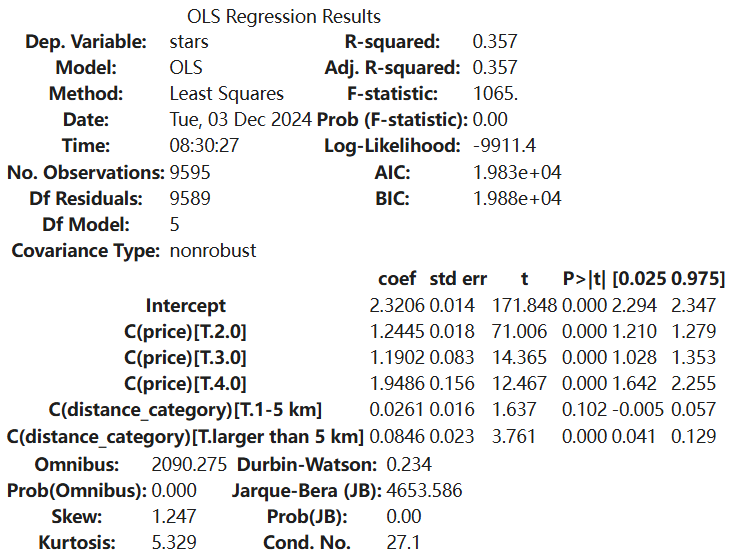 OLS Regression Results
Dep. Variable: stars R-squared: 0.357
Model: OLS Adj. R-squared: 0.357
Method: Least Squares F-statistic: 1065.
Date: Tue, 03 Dec 2024 Prob (F-statistic): 0.00
Time: 08:30:27 Log-Likelihood: -9911.4
No. Observations: 9595 AIC: 1.983e+04
Df Residuals: 9589 BIC: 1.988e+04
Df Model: 5
Covariance Type: nonrobust
coef std err t P>|t| [0.025 0.975]
Intercept 2.3206 0.014 171.848 0.000 2.294 2.347
C(price)[T.2.0] 1.2445 0.018 71.006 0.000 1.210 1.279
C(price)[T.3.0] 1.1902 0.083 14.365 0.000 1.028 1.353
C(price)[T.4.0] 1.9486 0.156 12.467 0.000 1.642 2.255
C(distance_category)[T.1-5 km] 0.0261 0.016 1.637 0.102 -0.005 0.057
C(distance_category)[T.larger than 5 km] 0.0846 0.023 3.761 0.000 0.041 0.129
Omnibus: 2090.275 Durbin-Watson: 0.234
Prob(Omnibus): 0.000 Jarque-Bera (JB): 4653.586
Skew: 1.247 Prob(JB): 0.00
Kurtosis: 5.329 Cond. No. 27.1